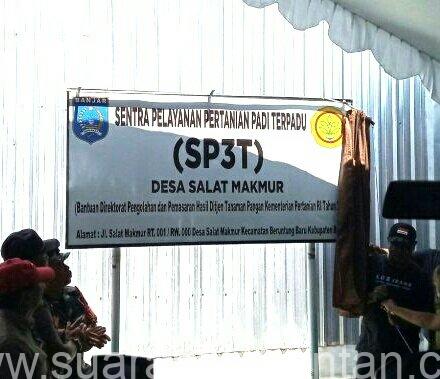 BANJAR
SENTRA PELAYANAN PERTANIAN PADI TERPADU
(SP3T)
DESA SALAT MAKMUR
(Bantuan Direktorat Pengolahan dan Pemasaran Hasil Ditjen Tanaman Pangan Kementerian Pertanian RI Tahun
Alamat : Jl. Salat Makmur RT. 001 / RW. 000 Desa Salat Makmur Kecamatan Beruntung Baru Kabupaten